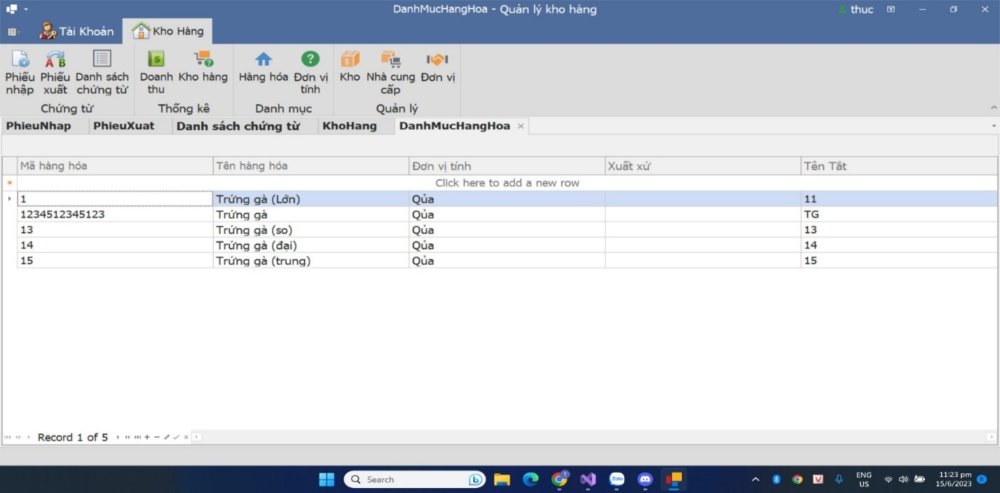 DanhMucHangHoa - Quản lý kho hàng
thuc
Tài Khoản
Kho Hàng
Phiếu nhập
Phiếu xuất
Danh sách chứng từ
Doanh thu
Kho hàng
Hàng hóa
Đơn vị tính
Kho
Nhà cung cấp
Đơn vị
Chứng từ
Thống kê
Danh mục
Quản lý
PhieuNhap
PhieuXuat
Danh sách chứng từ
KhoHang
DanhMucHangHoa
Mã hàng hóa
Tên hàng hóa
Đơn vị tính
Xuất xứ
Tên Tắt
Click here to add a new row
1 Trứng gà (Lớn) Qủa 11
1234512345123 Trứng gà Qủa TG
13 Trứng gà (so) Qủa 13
14 Trứng gà (đại) Qủa 14
15 Trứng gà (trung) Qủa 15
Record 1 of 5
Search
Zalo
ENG
US
11:23 pm
15/6/2023